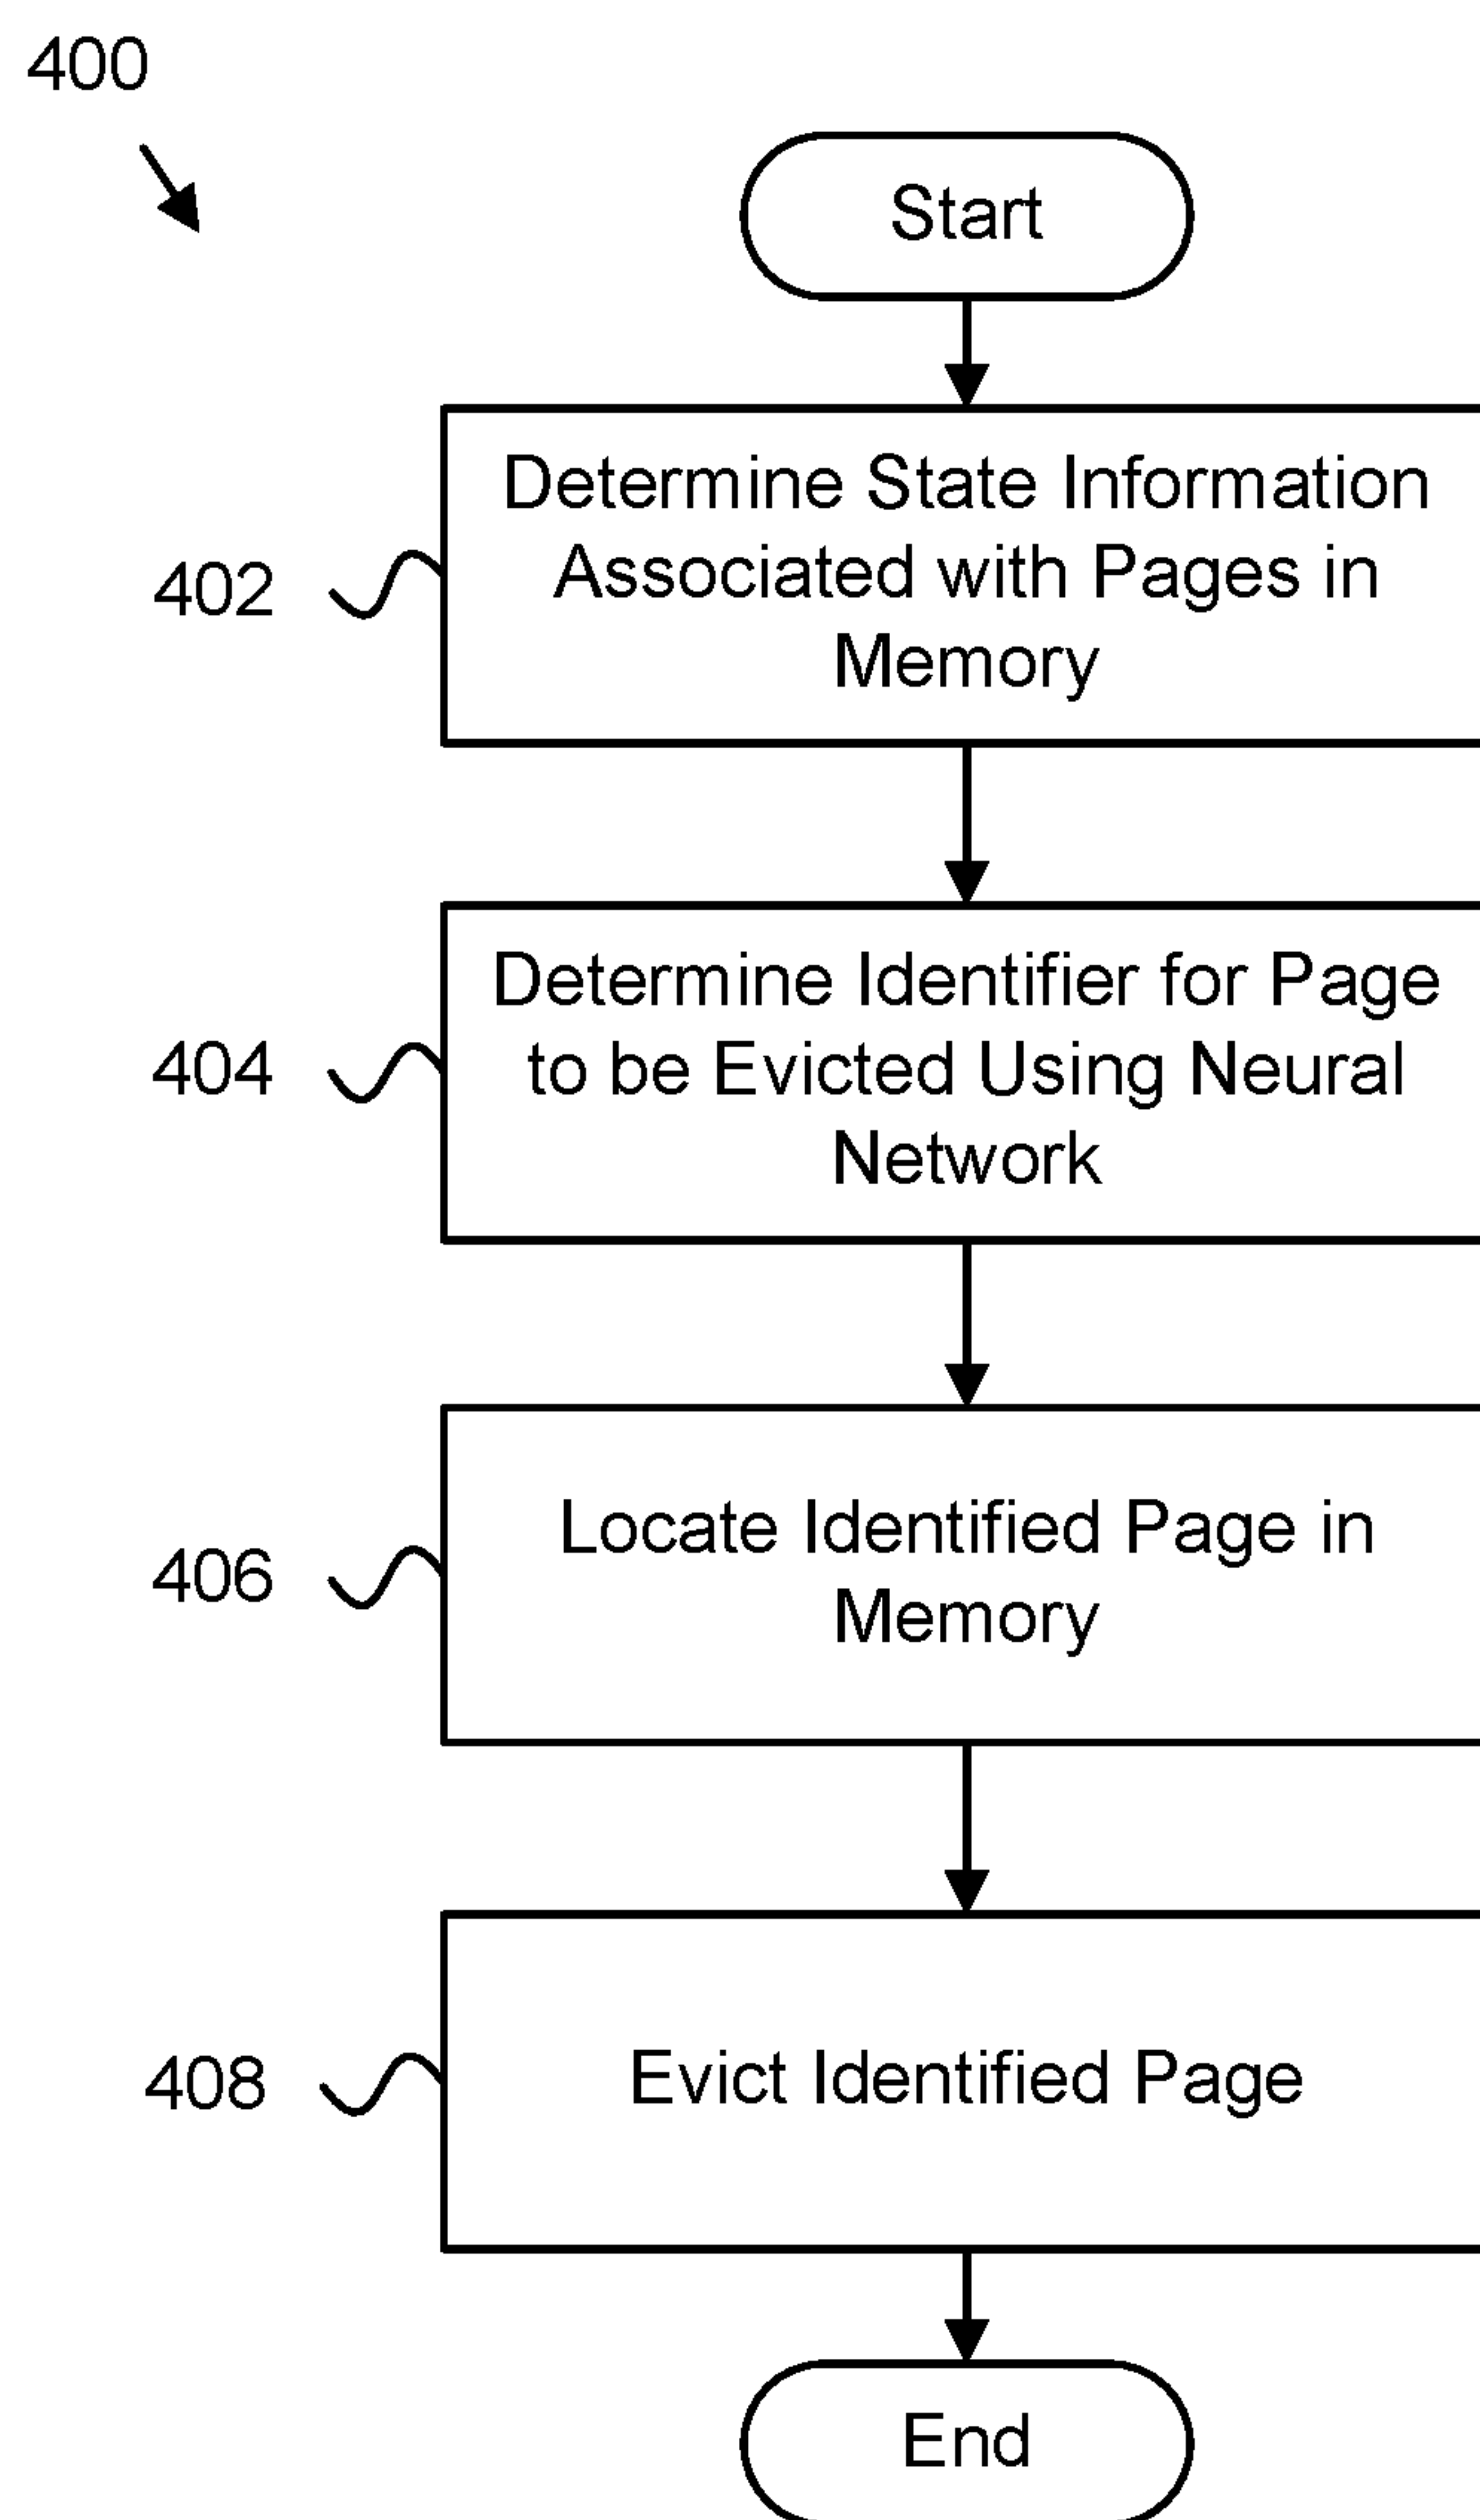 400
Start
Determine State Information
Associated with Pages in
Memory
402
Determine Identifier for Page
to be Evicted Using Neural
Network
404
Locate Identified Page in
Memory
406
Evict Identified Page
408
End